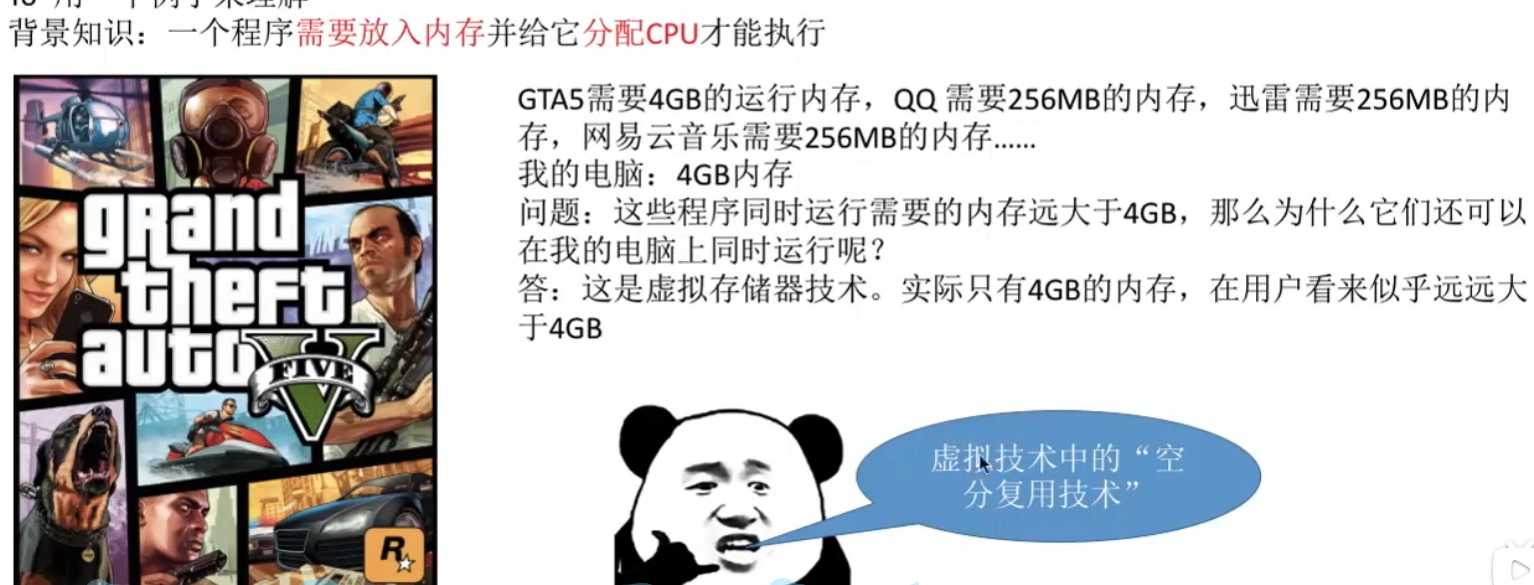 背景知识：一个程序需要放入内存并给它分配CPU才能执行
GTA5需要4GB的运行内存，QQ 需要256MB的内存，迅雷需要256MB的内
存，网易云音乐需要256MB的内存……
我的电脑：4GB内存
问题：这些程序同时运行需要的内存远大于4GB，那么为什么它们还可以
在我的电脑上同时运行呢？
答：这是虚拟存储器技术。实际只有4GB的内存，在用户看来似乎远远大
于4GB
grand
theft
auto
V
FIVE
R
虚拟技术中的“空
分复用技术”